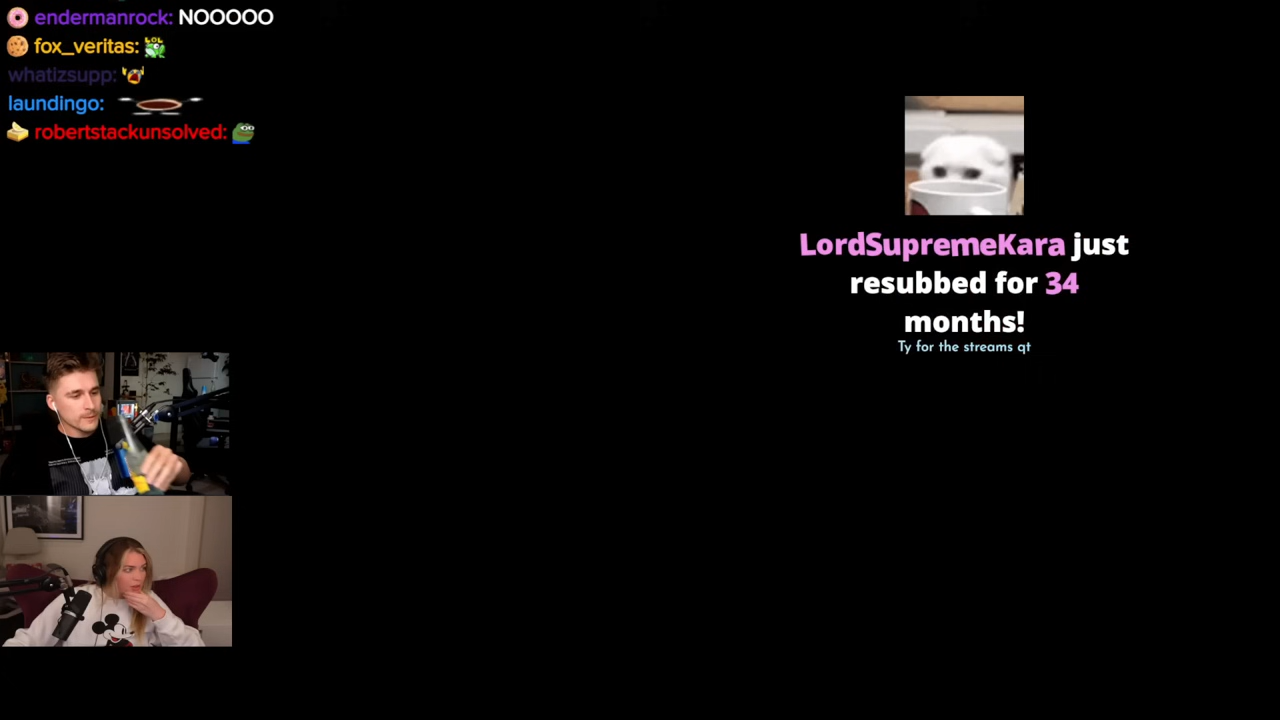 endermanrock: NOOOOO
fox_veritas:
whatizsupp:
laundingo:
robertstackunsolved:
LordSupremeKara just
resubbed for 34
months!
Ty for the streams qt